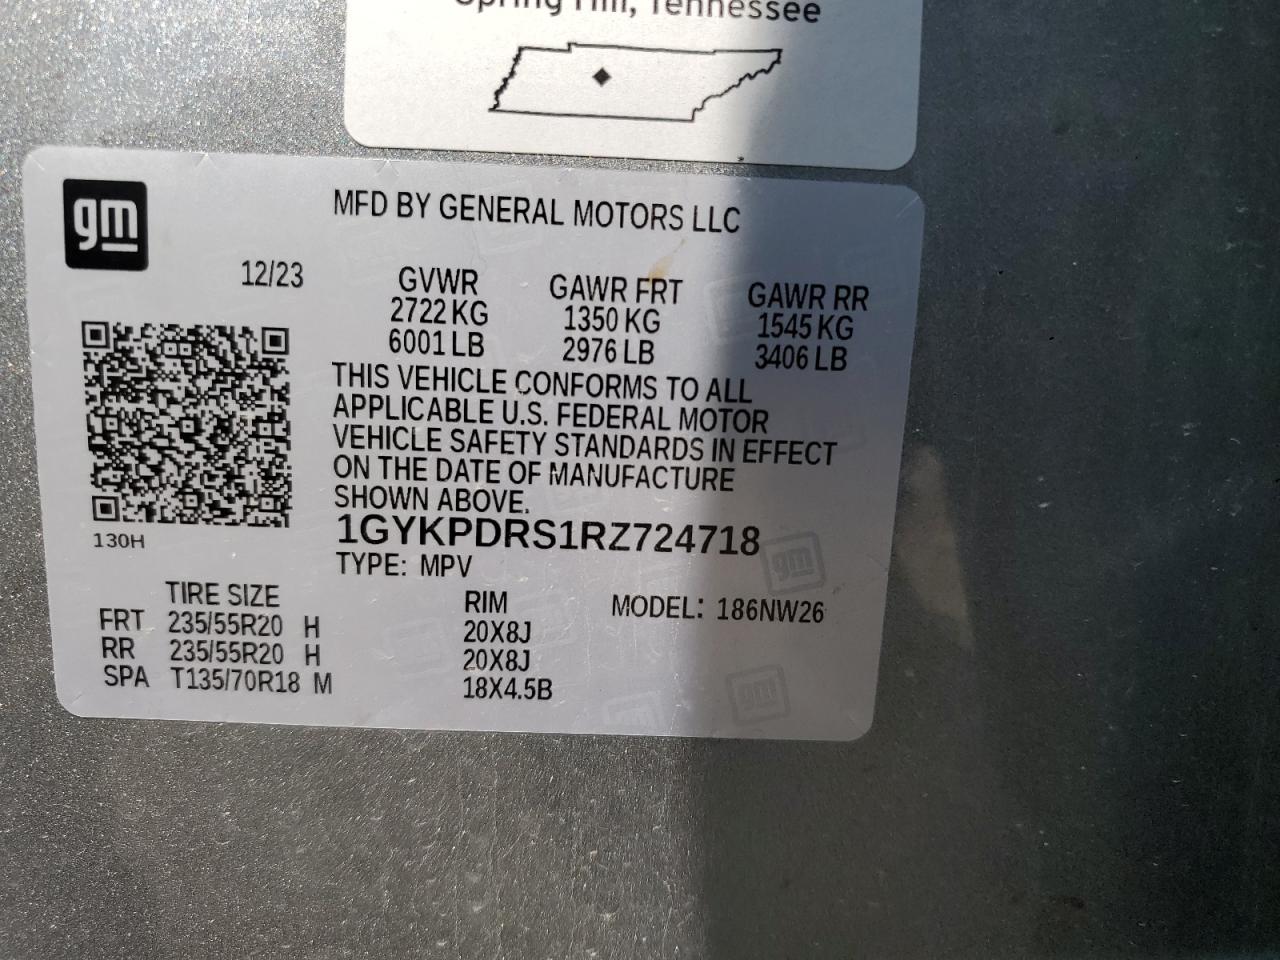 Spring Hill, Tennessee
gm
MFD BY GENERAL MOTORS LLC
12/23 GVWR GAWR FRT GAWR RR
2722 KG 1350 KG 1545 KG
6001 LB 2976 LB 3406 LB
THIS VEHICLE CONFORMS TO ALL
APPLICABLE U.S. FEDERAL MOTOR
VEHICLE SAFETY STANDARDS IN EFFECT
ON THE DATE OF MANUFACTURE
SHOWN ABOVE.
1GYKPDRS1RZ724718
130H
TYPE: MPV
TIRE SIZE RIM MODEL: 186NW26
FRT 235/55R20 H 20X8J
RR 235/55R20 H 20X8J
SPA T135/70R18 M 18X4.5B
gm
gm